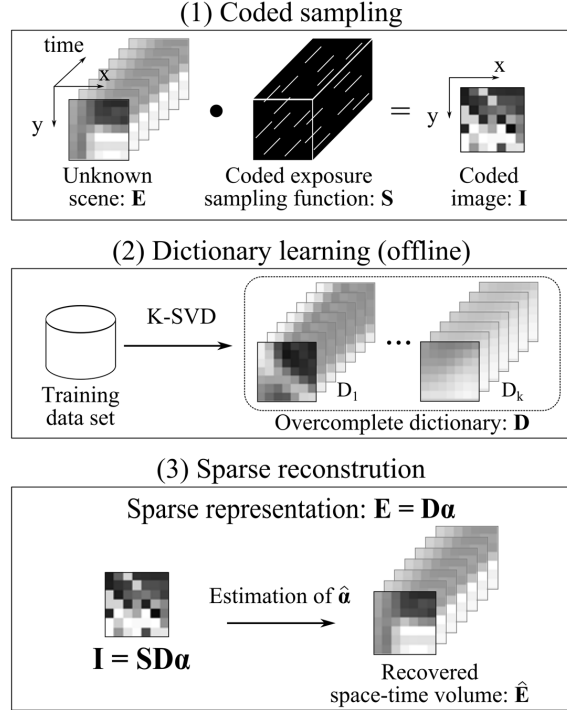 (1) Coded sampling
time
x
y
Unknown
scene: E
•
Coded exposure
sampling function: S
=
x
y
Coded
image: I
(2) Dictionary learning (offline)
Training
data set
K-SVD
D₁
...
Dₖ
Overcomplete dictionary: D
(3) Sparse reconstrution
Sparse representation: E = Dα
I = SDα
Estimation of α̂
Recovered
space-time volume: Ê